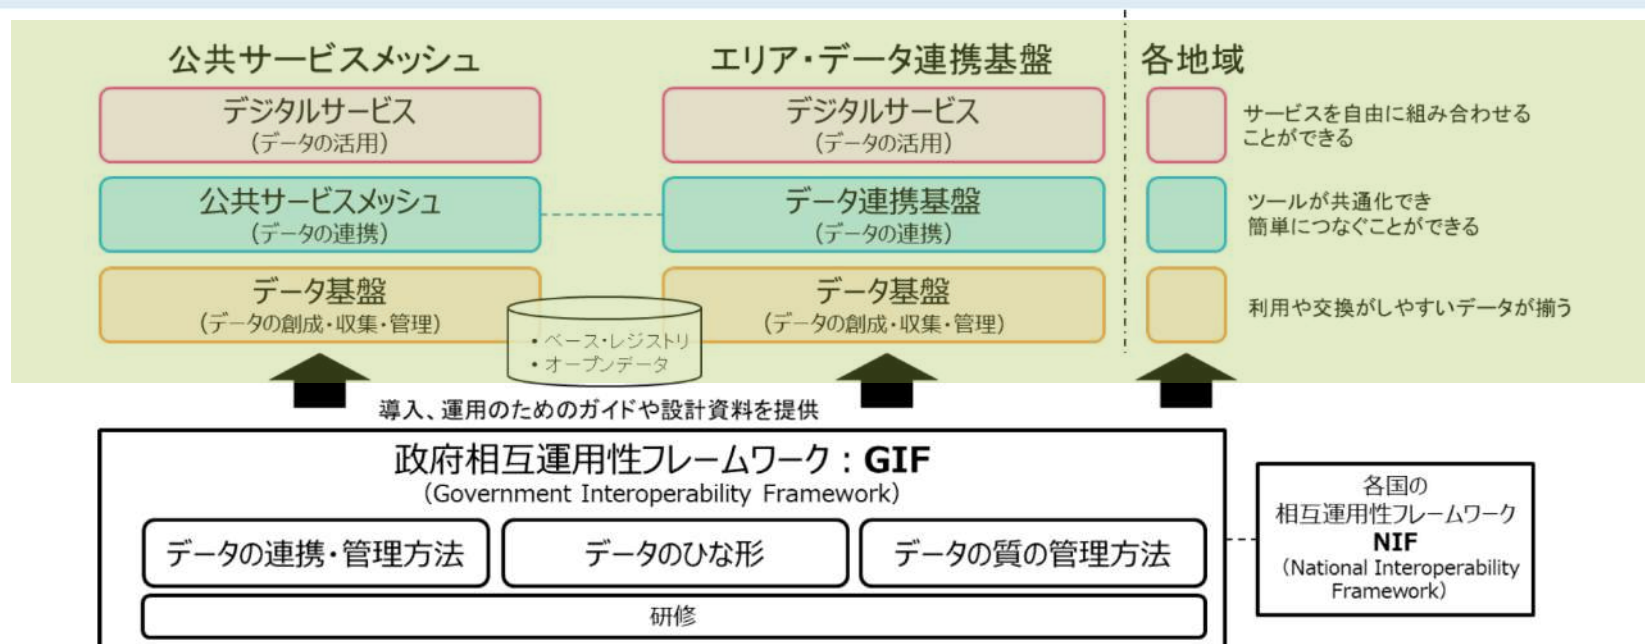 公共サービスメッシュ
エリア・データ連携基盤
各地域
デジタルサービス
(データの活用)
デジタルサービス
(データの活用)
サービスを自由に組み合わせる
ことができる
公共サービスメッシュ
(データの連携)
データ連携基盤
(データの連携)
ツールが共通化でき
簡単につなぐことができる
データ基盤
(データの創成・収集・管理)
• ベース・レジストリ
• オープンデータ
データ基盤
(データの創成・収集・管理)
利用や交換がしやすいデータが揃う
導入、運用のためのガイドや設計資料を提供
政府相互運用性フレームワーク：GIF
(Government Interoperability Framework)
データの連携・管理方法
データのひな形
データの質の管理方法
研修
各国の
相互運用性フレームワーク
NIF
(National Interoperability
Framework)